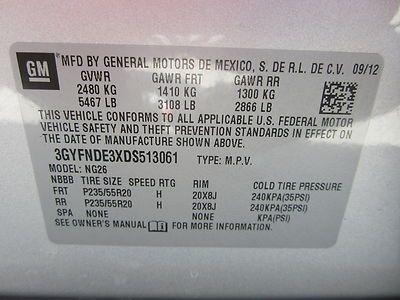 GM
MFD BY GENERAL MOTORS DE MEXICO, S. DE R.L. DE C.V. 09/12
GVWR GAWR FRT GAWR RR
2480 KG 1410 KG 1300 KG
5467 LB 3108 LB 2866 LB
THIS VEHICLE CONFORMS TO ALL APPLICABLE U.S. FEDERAL MOTOR
VEHICLE SAFETY AND THEFT PREVENTION STANDARDS IN EFFECT ON
THE DATE OF MANUFACTURE SHOWN ABOVE.
3GYFNDE3XDS513061 TYPE: M.P.V.
MODEL: NG26
NBBB TIRE SIZE SPEED RTG RIM COLD TIRE PRESSURE
FRT P235/55R20 H 20X8J 240KPA(35PSI)
RR P235/55R20 H 20X8J 240KPA(35PSI)
SPA NONE NONE KPA(PSI)
SEE OWNER'S MANUAL FOR MORE INFORMATION.